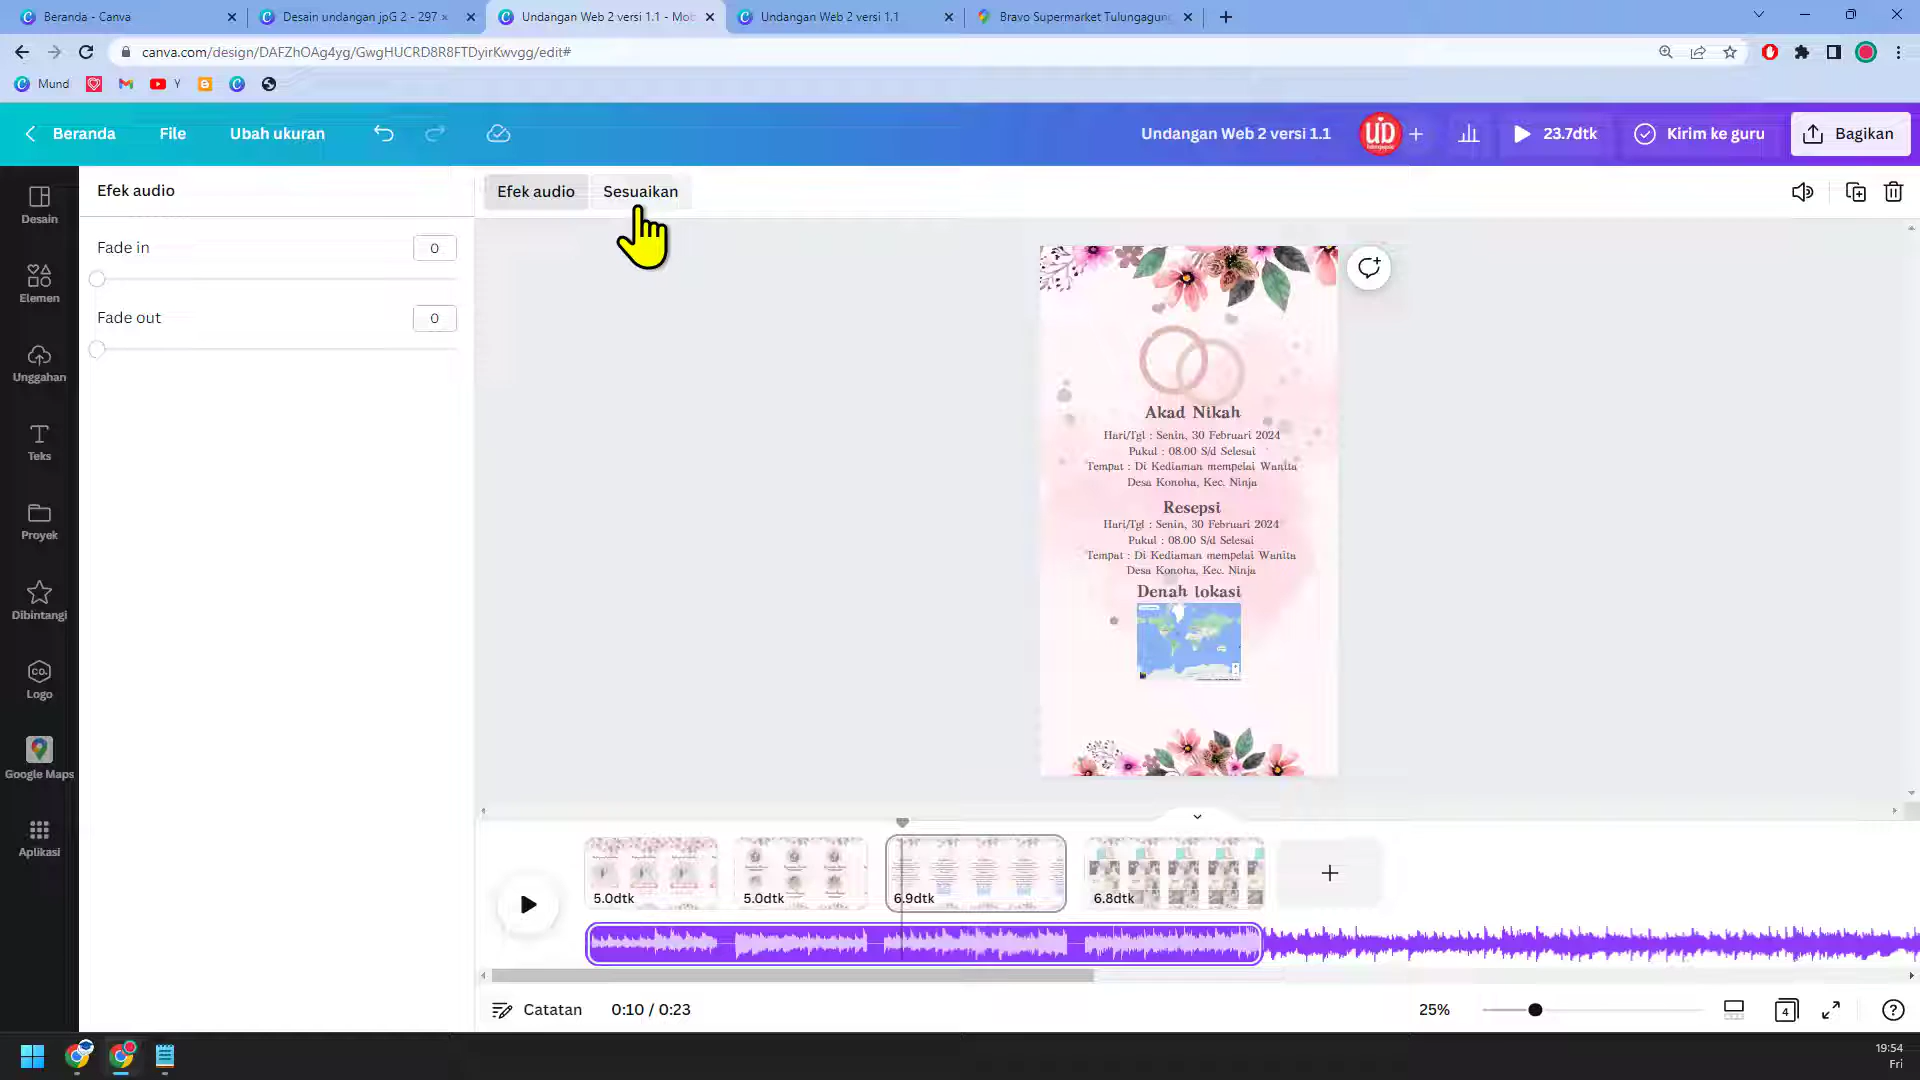 Beranda - Canva
Desain undangan jpG 2 - 297 ×
Undangan Web 2 versi 1.1 - Mob
Undangan Web 2 versi 1.1
Bravo Supermarket Tulungagung
canva.com/design/DAFZhOAg4yg/GwgHUCRD8R8FTDyirKwvgg/edit#
Mund
Y
Beranda
File
Ubah ukuran
Undangan Web 2 versi 1.1
23.7dtk
Kirim ke guru
Bagikan
Desain
Elemen
Unggahan
Teks
Proyek
Dibintangi
CO.
Logo
Google Maps
Aplikasi
Efek audio
Fade in
0
Fade out
0
Efek audio
Sesuaikan
Akad Nikah
Hari/Tgl : Senin, 30 Februari 2024
Pukul : 08.00 S/d Selesai
Tempat : Di Kediaman mempelai Wanita
Desa Konoha, Kec. Ninja
Resepsi
Hari/Tgl : Senin, 30 Februari 2024
Pukul : 08.00 S/d Selesai
Tempat : Di Kediaman mempelai Wanita
Desa Konoha, Kec. Ninja
Denah lokasi
5.0dtk
5.0dtk
6.9dtk
6.8dtk
Catatan
0:10 / 0:23
25%
4
19:54
Fri